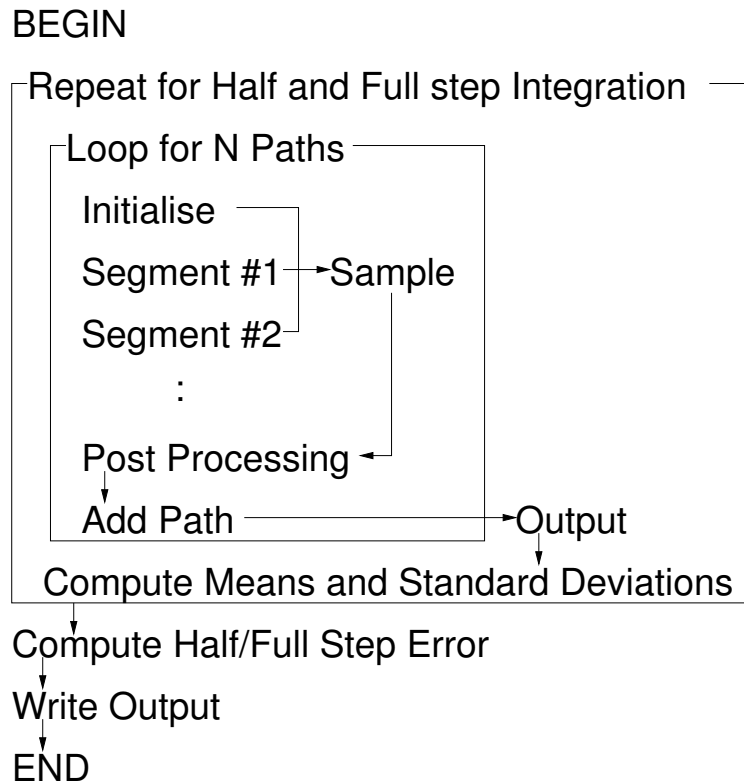 BEGIN
Repeat for Half and Full step Integration
Loop for N Paths
Initialise
Segment #1 Sample
Segment #2
:
Post Processing
Add Path Output
Compute Means and Standard Deviations
Compute Half/Full Step Error
Write Output
END